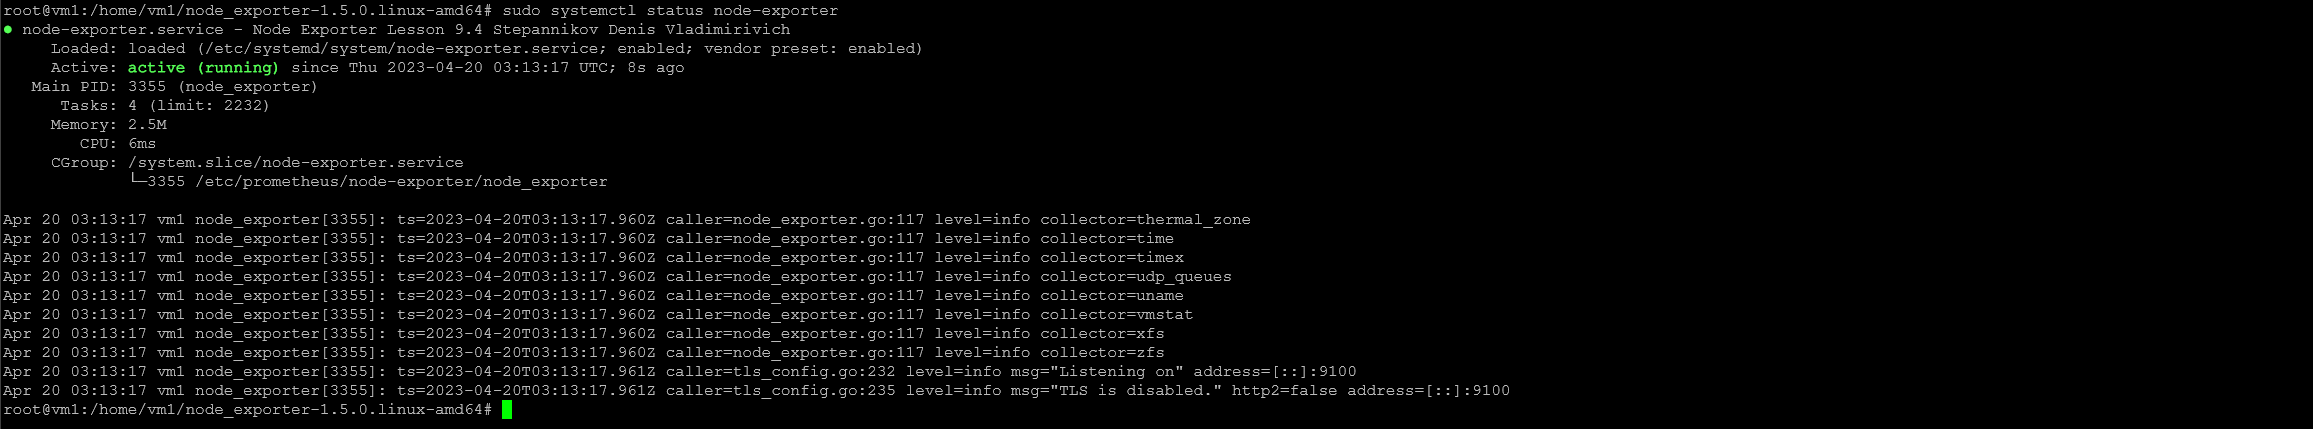 root@vm1:/home/vm1/node_exporter-1.5.0.linux-amd64# sudo systemctl status node-exporter
● node-exporter.service - Node Exporter Lesson 9.4 Stepannikov Denis Vladimirivich
     Loaded: loaded (/etc/systemd/system/node-exporter.service; enabled; vendor preset: enabled)
     Active: active (running) since Thu 2023-04-20 03:13:17 UTC; 8s ago
   Main PID: 3355 (node_exporter)
      Tasks: 4 (limit: 2232)
     Memory: 2.5M
        CPU: 6ms
     CGroup: /system.slice/node-exporter.service
             └─3355 /etc/prometheus/node-exporter/node_exporter
Apr 20 03:13:17 vm1 node_exporter[3355]: ts=2023-04-20T03:13:17.960Z caller=node_exporter.go:117 level=info collector=thermal_zone
Apr 20 03:13:17 vm1 node_exporter[3355]: ts=2023-04-20T03:13:17.960Z caller=node_exporter.go:117 level=info collector=time
Apr 20 03:13:17 vm1 node_exporter[3355]: ts=2023-04-20T03:13:17.960Z caller=node_exporter.go:117 level=info collector=timex
Apr 20 03:13:17 vm1 node_exporter[3355]: ts=2023-04-20T03:13:17.960Z caller=node_exporter.go:117 level=info collector=udp_queues
Apr 20 03:13:17 vm1 node_exporter[3355]: ts=2023-04-20T03:13:17.960Z caller=node_exporter.go:117 level=info collector=uname
Apr 20 03:13:17 vm1 node_exporter[3355]: ts=2023-04-20T03:13:17.960Z caller=node_exporter.go:117 level=info collector=vmstat
Apr 20 03:13:17 vm1 node_exporter[3355]: ts=2023-04-20T03:13:17.960Z caller=node_exporter.go:117 level=info collector=xfs
Apr 20 03:13:17 vm1 node_exporter[3355]: ts=2023-04-20T03:13:17.960Z caller=node_exporter.go:117 level=info collector=zfs
Apr 20 03:13:17 vm1 node_exporter[3355]: ts=2023-04-20T03:13:17.961Z caller=tls_config.go:232 level=info msg="Listening on" address=[::]:9100
Apr 20 03:13:17 vm1 node_exporter[3355]: ts=2023-04-20T03:13:17.961Z caller=tls_config.go:235 level=info msg="TLS is disabled." http2=false address=[::]:9100
root@vm1:/home/vm1/node_exporter-1.5.0.linux-amd64#